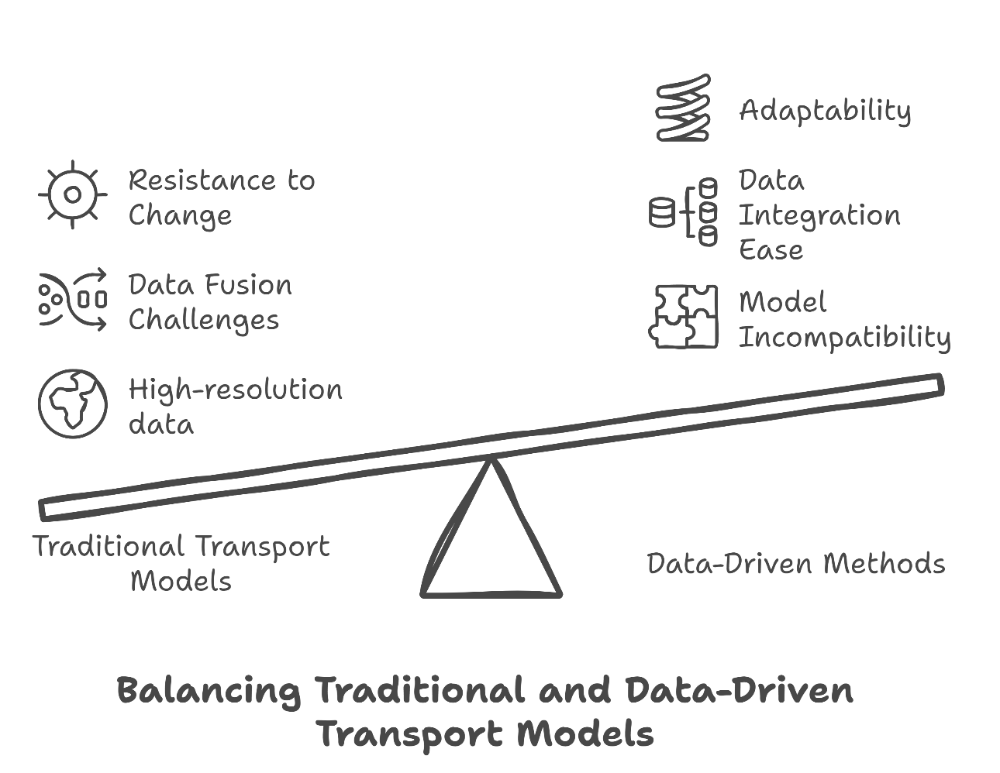 Resistance to
Change
Data Fusion
Challenges
High-resolution
data
Traditional Transport
Models
Adaptability
Data
Integration
Ease
Model
Incompatibility
Data-Driven Methods
Balancing Traditional and Data-Driven
Transport Models